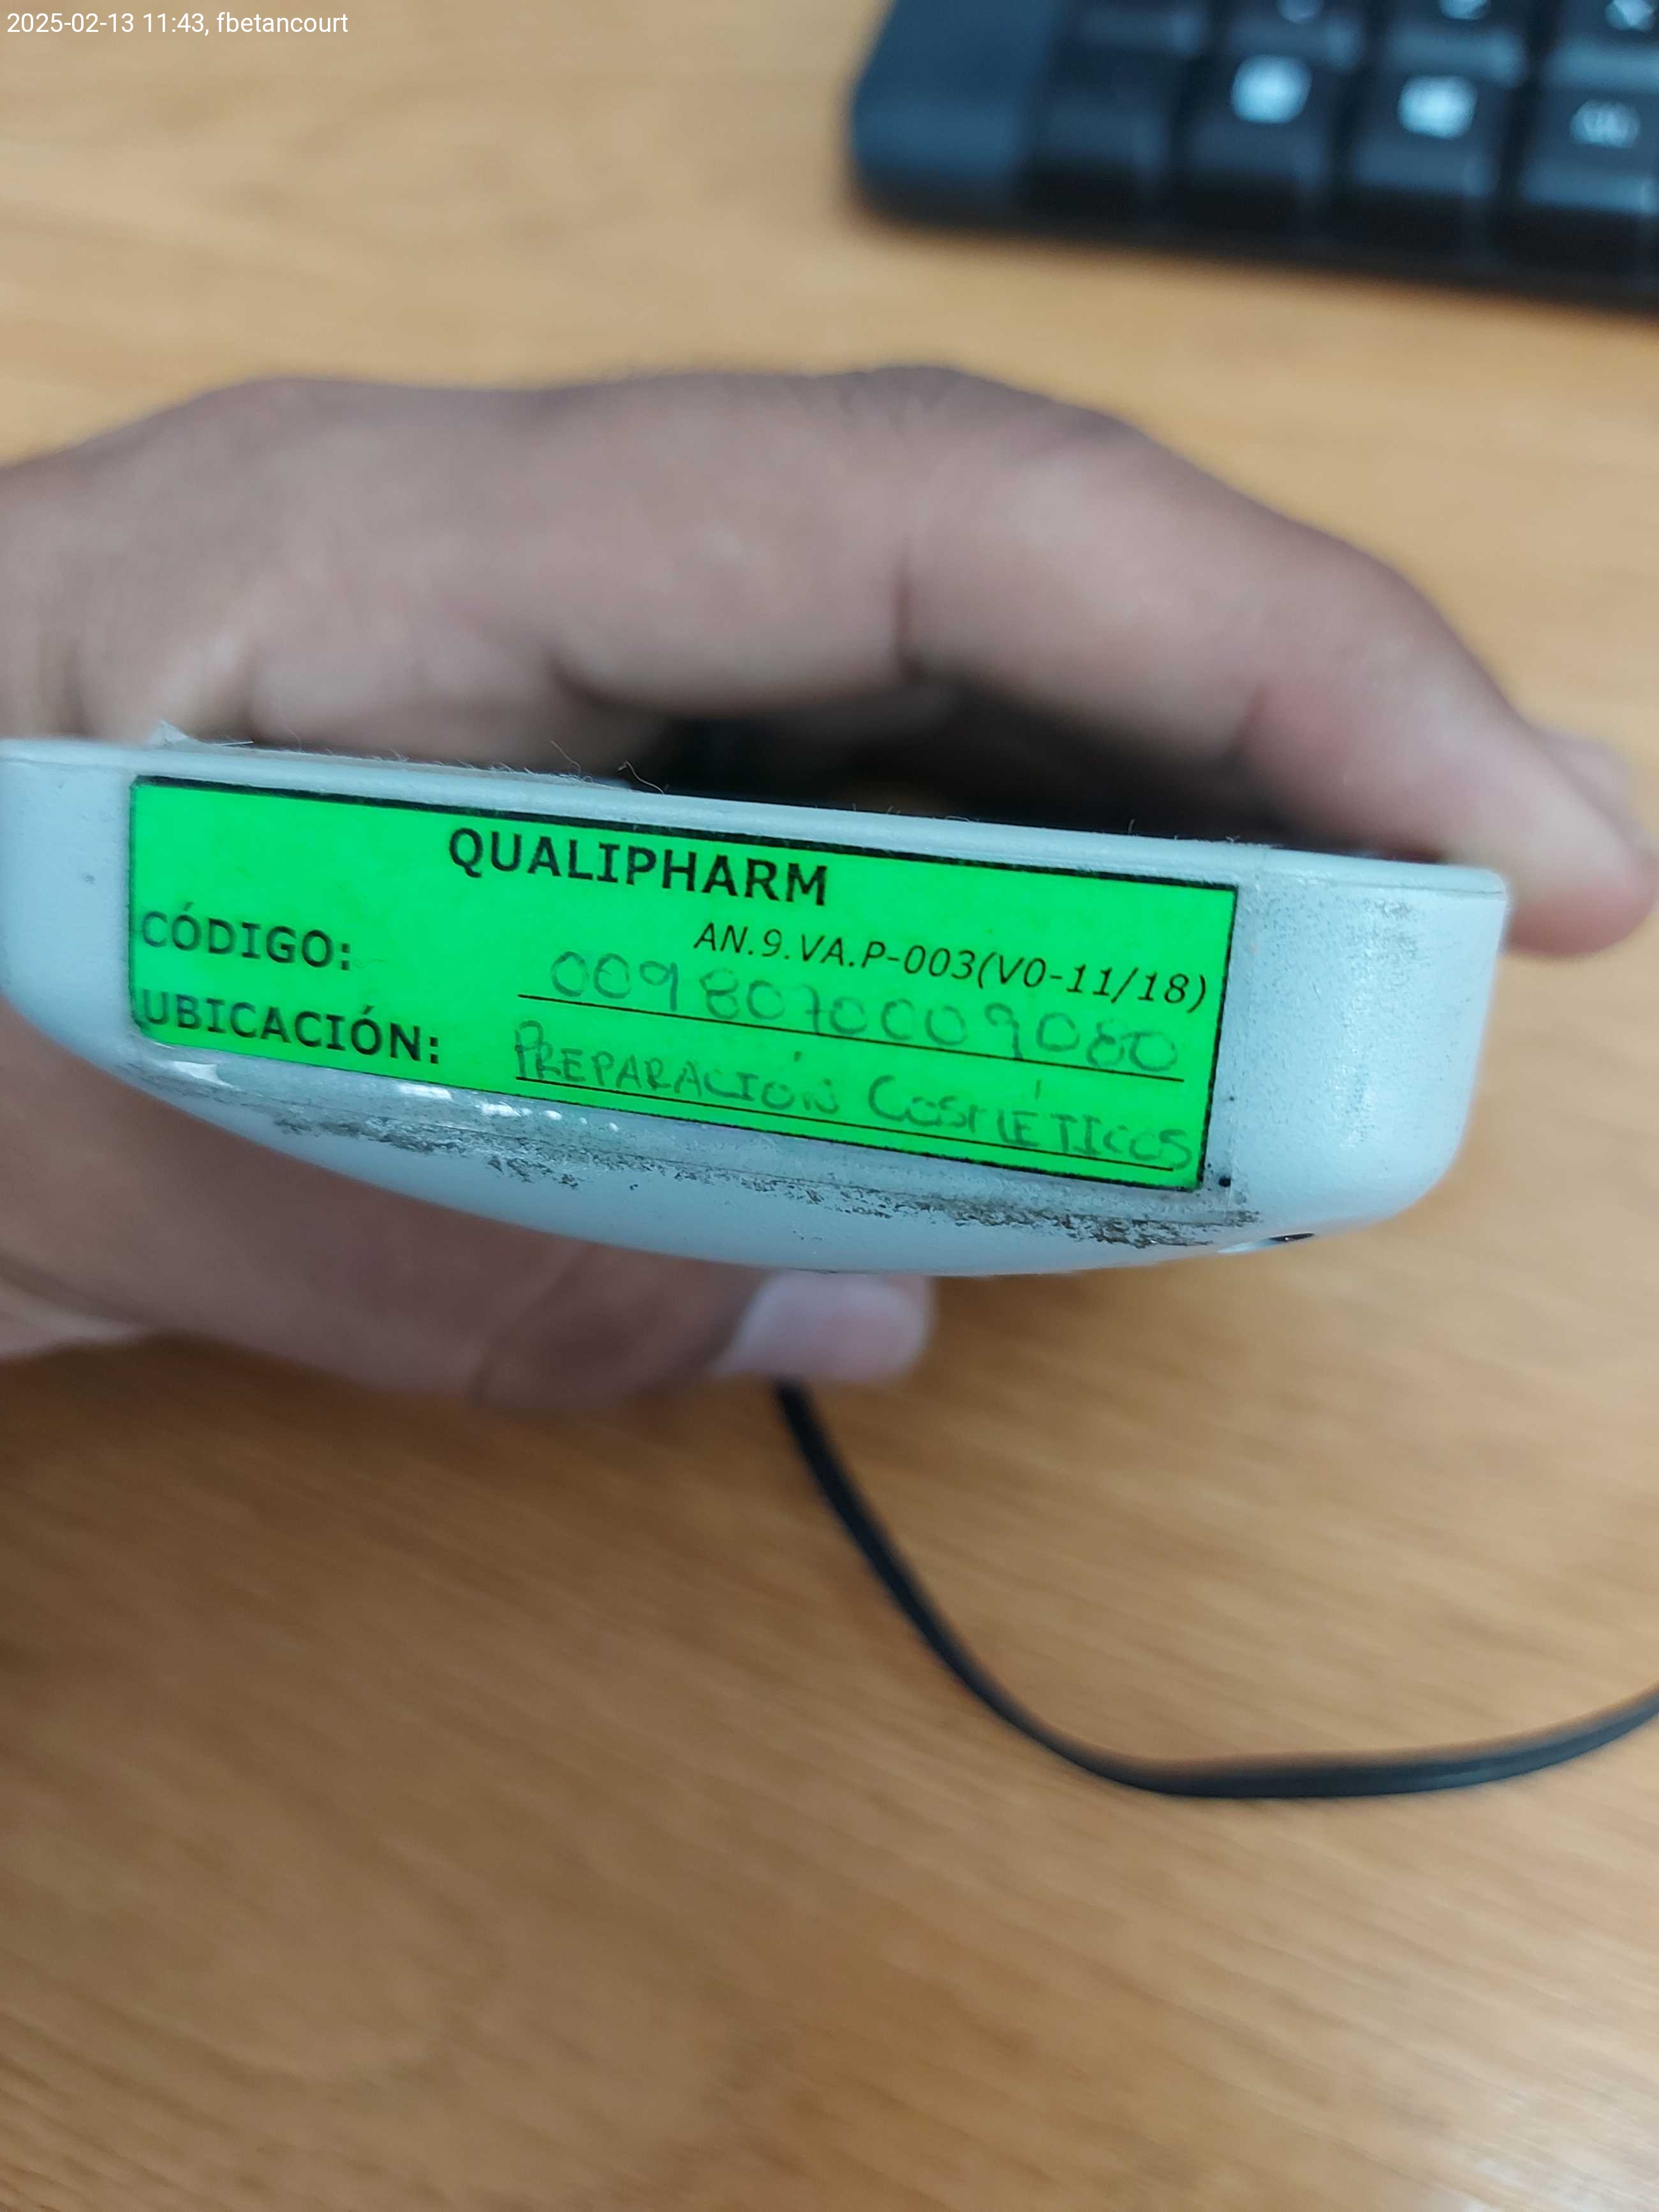 2025-02-13 11:43, fbetancourt
QUALIPHARM
AN.9.VA.P-003(V0-11/18)
CÓDIGO: 0098070009080
UBICACIÓN: PREPARACIÓN COSMÉTICOS